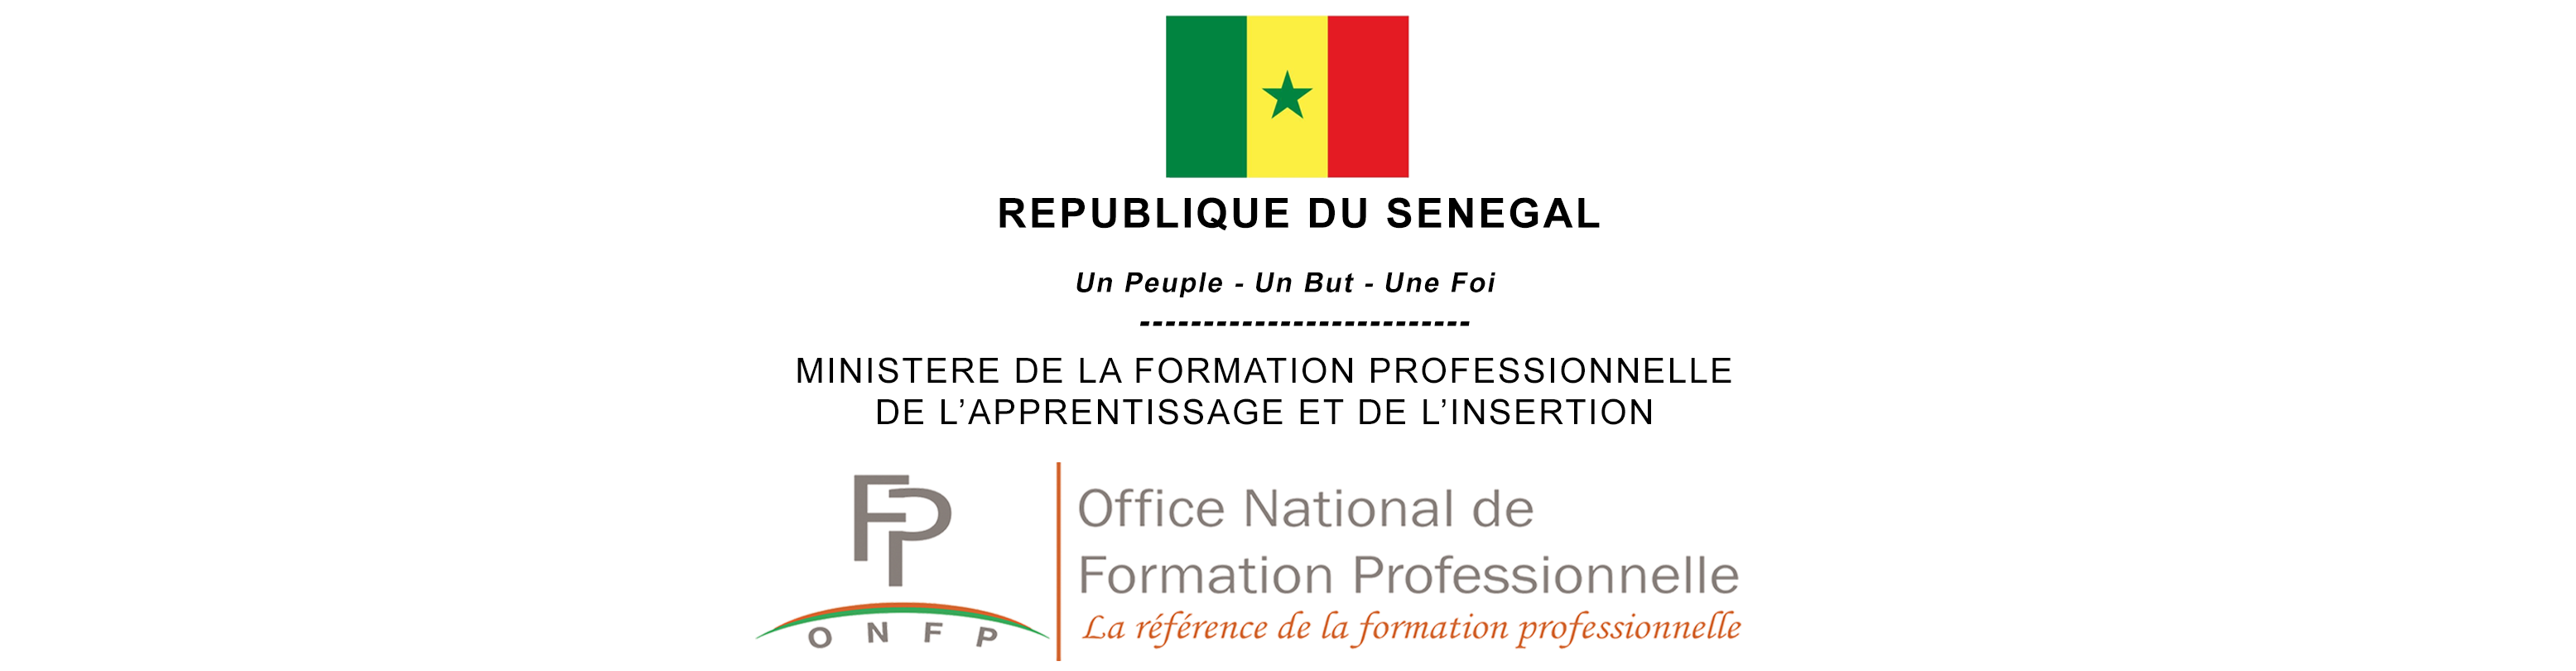 REPUBLIQUE DU SENEGAL
Un Peuple - Un But - Une Foi
--------------------------
MINISTERE DE LA FORMATION PROFESSIONNELLE
DE L’APPRENTISSAGE ET DE L’INSERTION
FP
ONFP
Office National de
Formation Professionnelle
La référence de la formation professionnelle